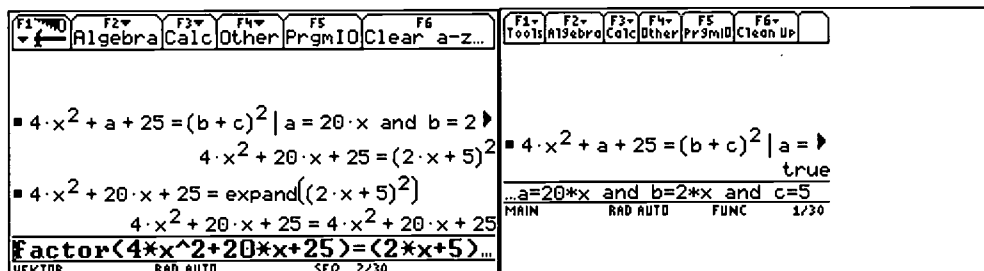 F1 F2 F3 F4 F5 F6
Algebra Calc Other PrgmIO Clear a-z…
▪ 4·x² + a + 25 = (b + c)² | a = 20·x and b = 2 ▶
4·x² + 20·x + 25 = (2·x + 5)²
▪ 4·x² + 20·x + 25 = expand((2·x + 5)²)
4·x² + 20·x + 25 = 4·x² + 20·x + 25
factor(4*x^2+20*x+25)=(2*x+5)…
VEKTOR RAD AUTO SEQ 2/30
F1 F2 F3 F4 F5 F6
Tools Algebra Calc Other PrgmIO Clean Up
▪ 4·x² + a + 25 = (b + c)² | a = ▶
true
…a=20*x and b=2*x and c=5
MAIN RAD AUTO FUNC 1/30